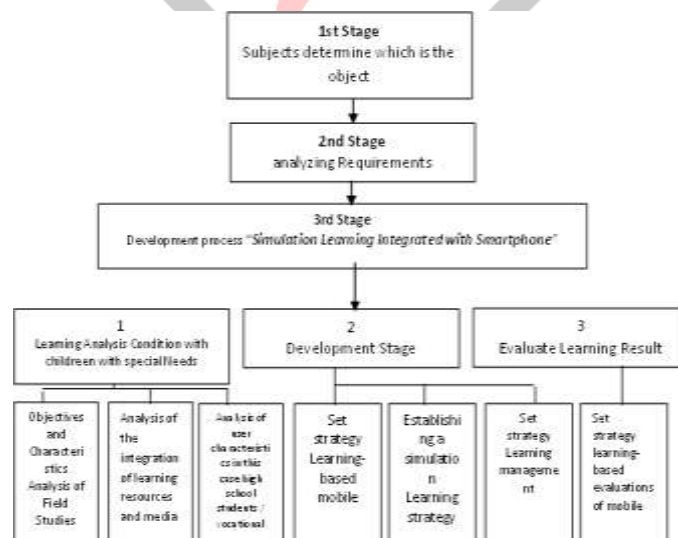 1st Stage
Subjects determine which is the
object
2nd Stage
analyzing Requirements
3rd Stage
Development process "Simulation Learning Integrated with Smartphone"
1
Learning Analysis Condition with
childreen with special Needs
2
Development Stage
3
Evaluate Learning Result
Objectives
and
Characteri
stics
Analysis of
Field
Studies
Analysis of
the
integration
of learning
resources
and media
Analysis of
user
characteristi
cs in this
case high
school
students /
vocational
Set
strategy
Learning-
based
mobile
Establishi
ng a
simulatio
n
Learning
strategy
Set
strategy
Learning
manageme
nt
Set
strategy
learning-
based
evaluations
of mobile